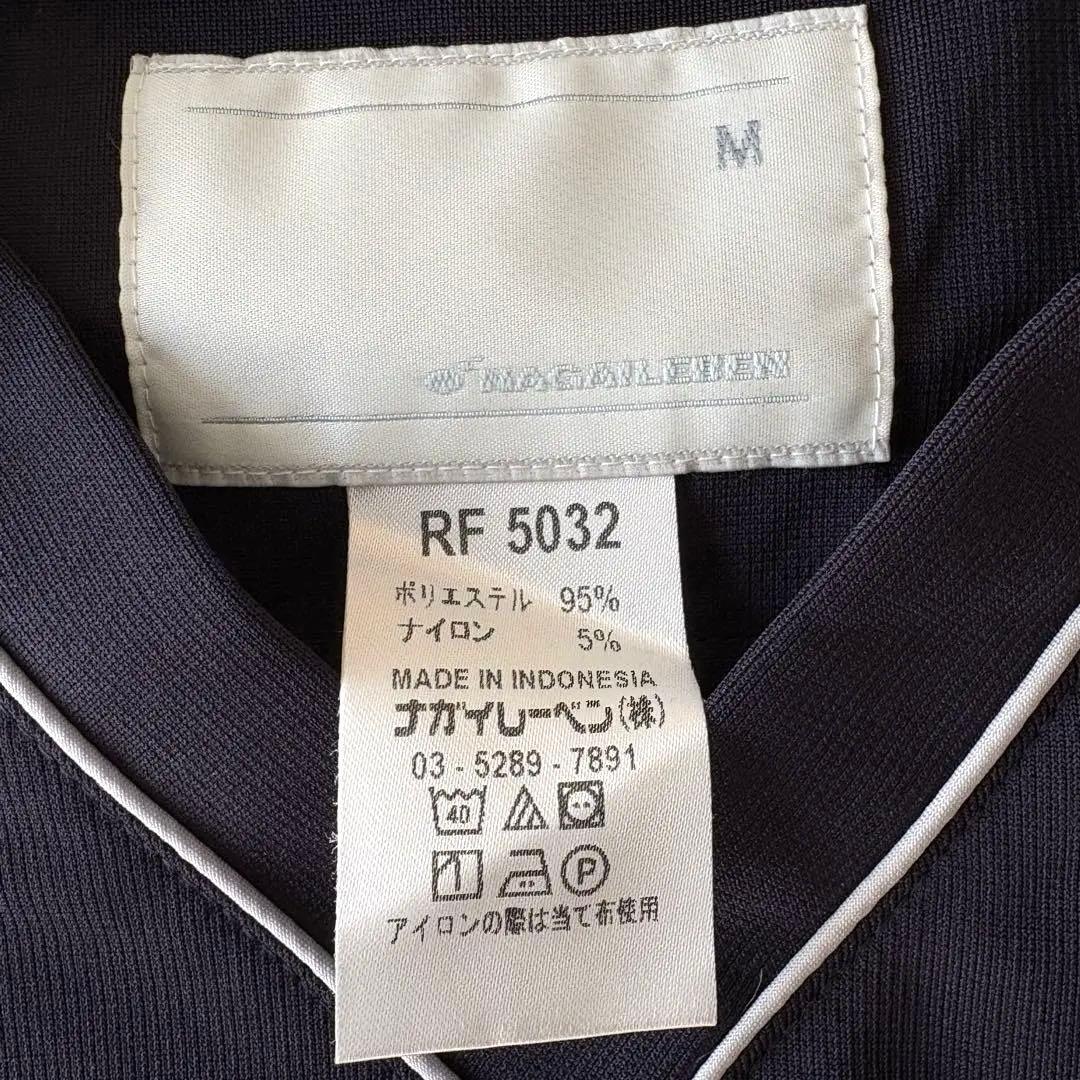 M
NAGAILEBEN
RF 5032
ポリエステル 95%
ナイロン 5%
MADE IN INDONESIA
ナガイレーベン(株)
03 - 5289 - 7891
40
P
アイロンの際は当て布使用